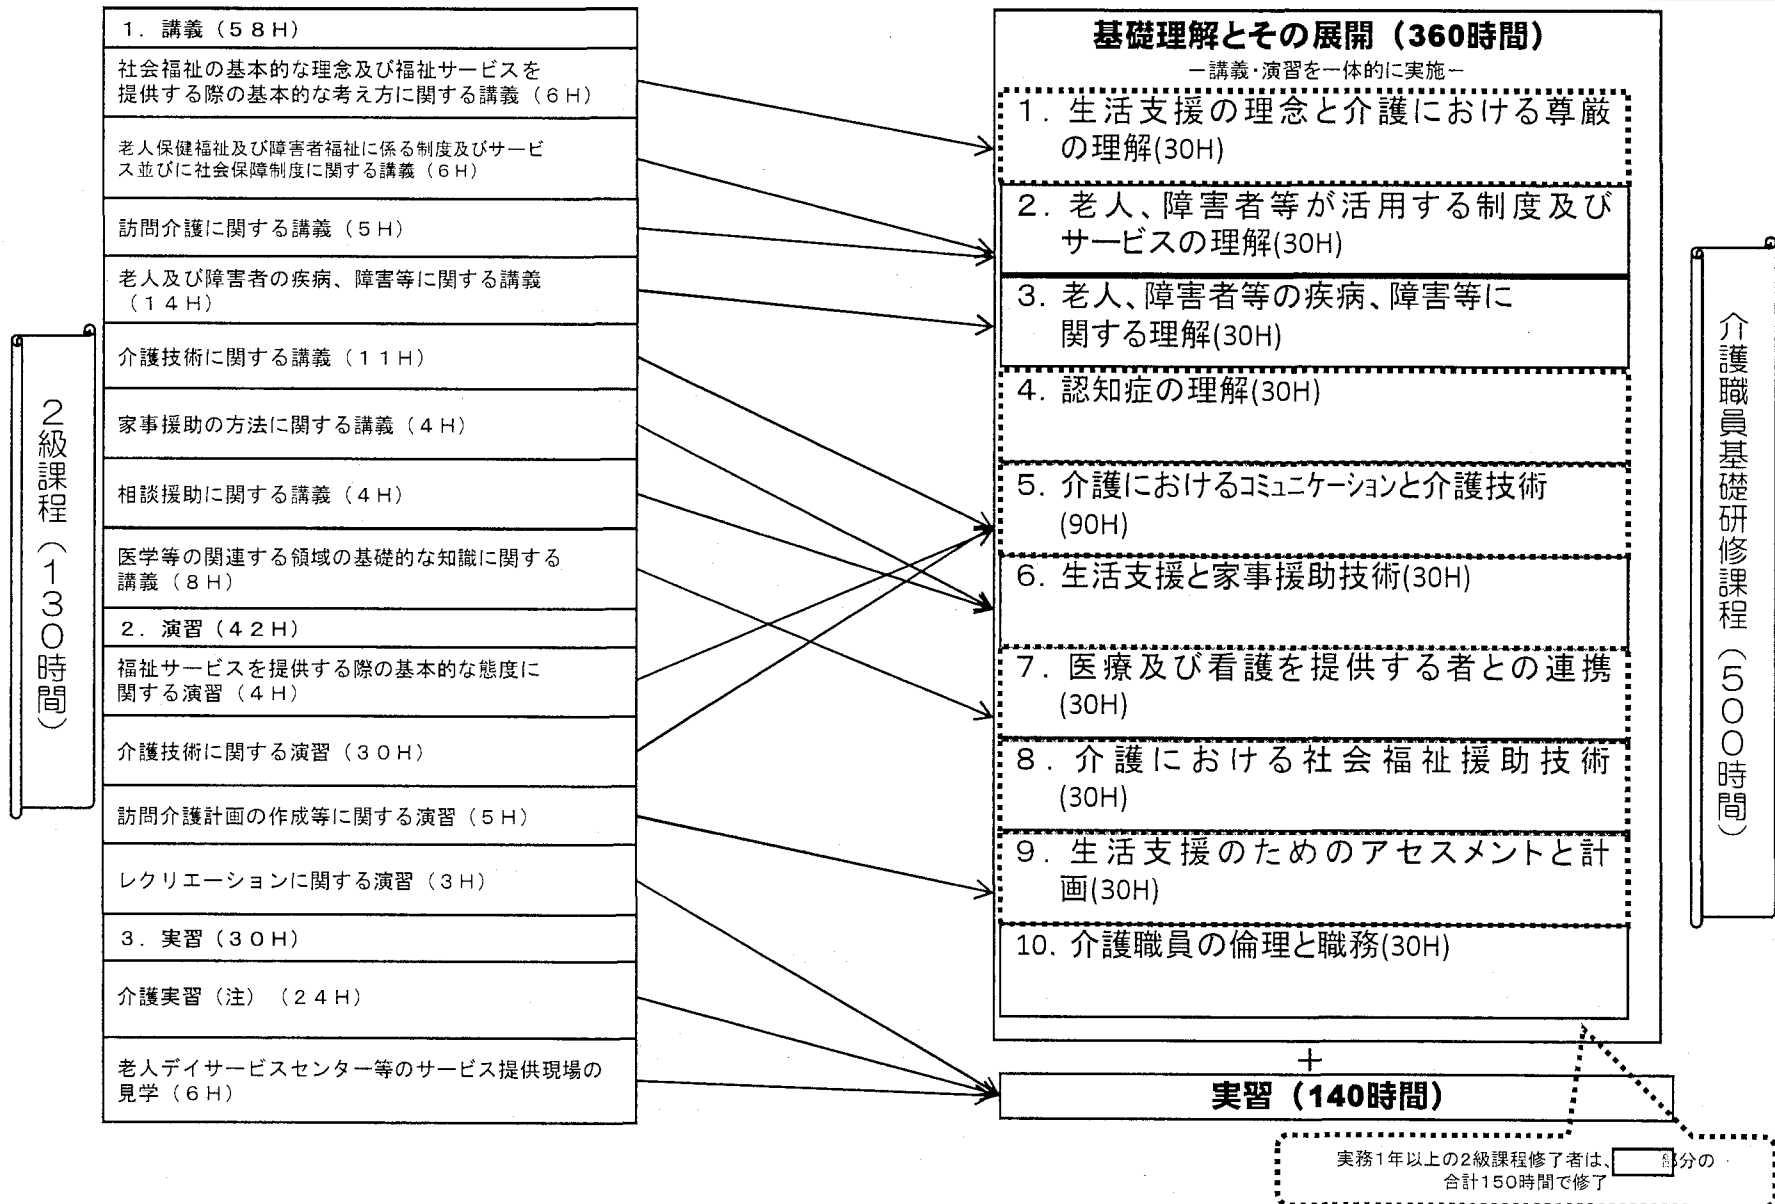 1．講義（58H）
社会福祉の基本的な理念及び福祉サービスを
提供する際の基本的な考え方に関する講義（6H）
老人保健福祉及び障害者福祉に係る制度及びサービ
ス並びに社会保障制度に関する講義（6H）
訪問介護に関する講義（5H）
老人及び障害者の疾病、障害等に関する講義
（14H）
介護技術に関する講義（11H）
家事援助の方法に関する講義（4H）
相談援助に関する講義（4H）
医学等の関連する領域の基礎的な知識に関する
講義（8H）
2．演習（42H）
福祉サービスを提供する際の基本的な態度に
関する演習（4H）
介護技術に関する演習（30H）
訪問介護計画の作成等に関する演習（5H）
レクリエーションに関する演習（3H）
3．実習（30H）
介護実習（注）（24H）
老人デイサービスセンター等のサービス提供現場の
見学（6H）
2級課程（130時間）
基礎理解とその展開（360時間）
－講義・演習を一体的に実施－
1．生活支援の理念と介護における尊厳
の理解(30H)
2．老人、障害者等が活用する制度及び
サービスの理解(30H)
3．老人、障害者等の疾病、障害等に
関する理解(30H)
4．認知症の理解(30H)
5．介護におけるコミュニケーションと介護技術
(90H)
6．生活支援と家事援助技術(30H)
7．医療及び看護を提供する者との連携
(30H)
8．介護における社会福祉援助技術
(30H)
9．生活支援のためのアセスメントと計
画(30H)
10．介護職員の倫理と職務(30H)
＋
実習（140時間）
介護職員基礎研修課程（500時間）
実務1年以上の2級課程修了者は、部分の
合計150時間で修了